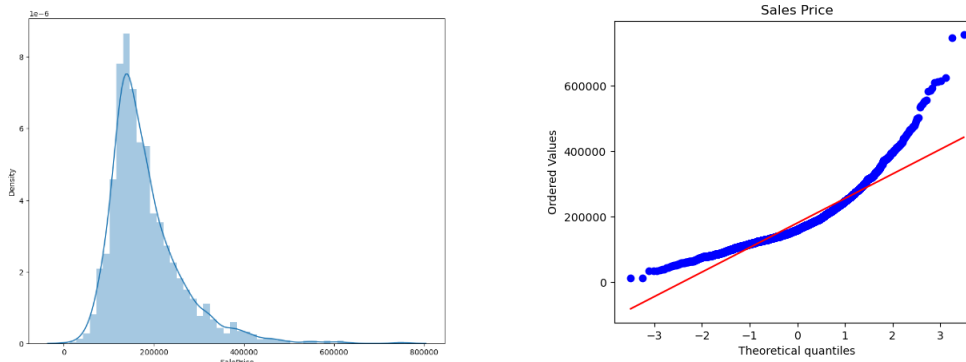 1e-6
8
6
4
2
0
Density
0 200000 400000 600000 800000
SalePrice
Sales Price
600000
400000
200000
0
Ordered Values
−3 −2 −1 0 1 2 3
Theoretical quantiles